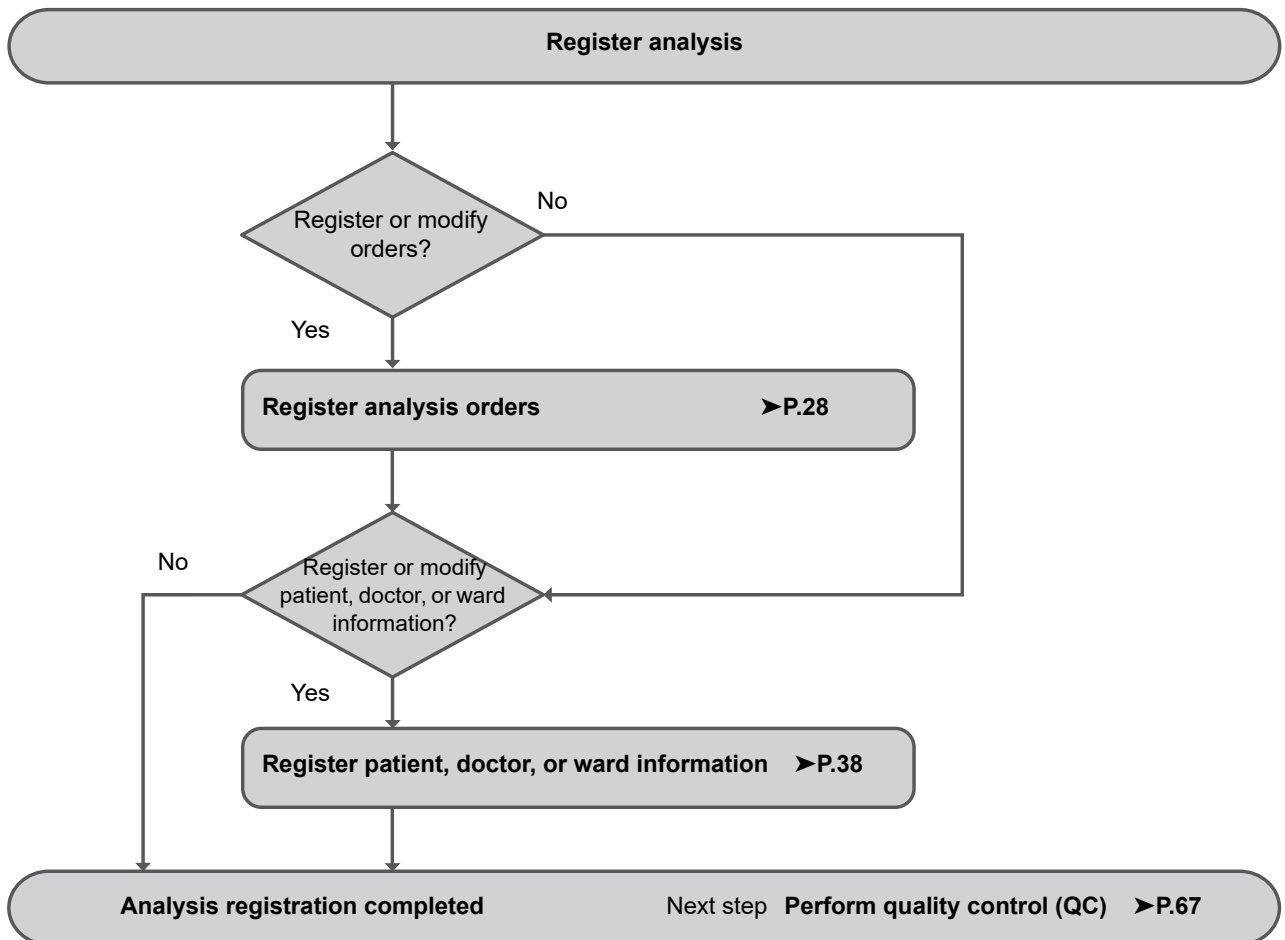 Register analysis
No
Register or modify
orders?
Yes
Register analysis orders ➤P.28
No
Register or modify
patient, doctor, or ward
information?
Yes
Register patient, doctor, or ward information ➤P.38
Analysis registration completed Next step Perform quality control (QC) ➤P.67